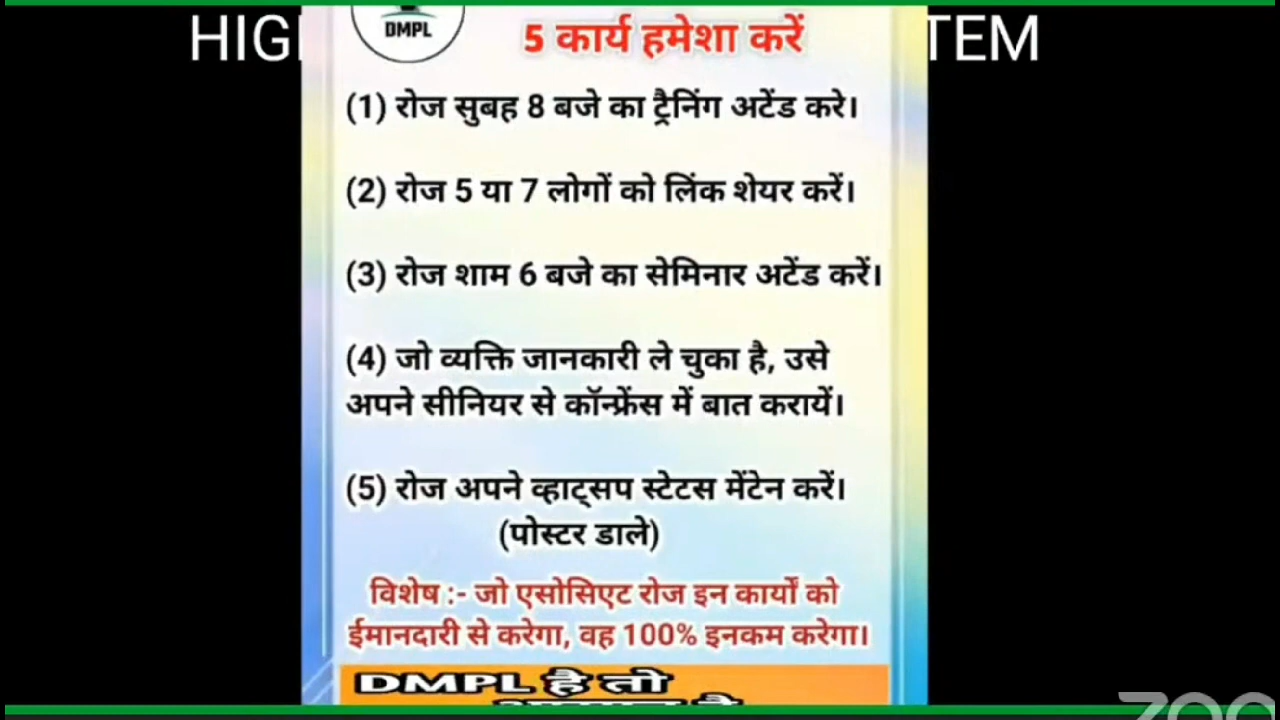 DMPL
5 कार्य हमेशा करें
(1) रोज सुबह 8 बजे का ट्रैनिंग अटेंड करे।
(2) रोज 5 या 7 लोगों को लिंक शेयर करें।
(3) रोज शाम 6 बजे का सेमिनार अटेंड करें।
(4) जो व्यक्ति जानकारी ले चुका है, उसे
अपने सीनियर से कॉन्फ्रेंस में बात करायें।
(5) रोज अपने व्हाट्सप स्टेटस मेंटेन करें।
(पोस्टर डाले)
विशेष :- जो एसोसिएट रोज इन कार्यों को
ईमानदारी से करेगा, वह 100% इनकम करेगा।
DMPL है तो